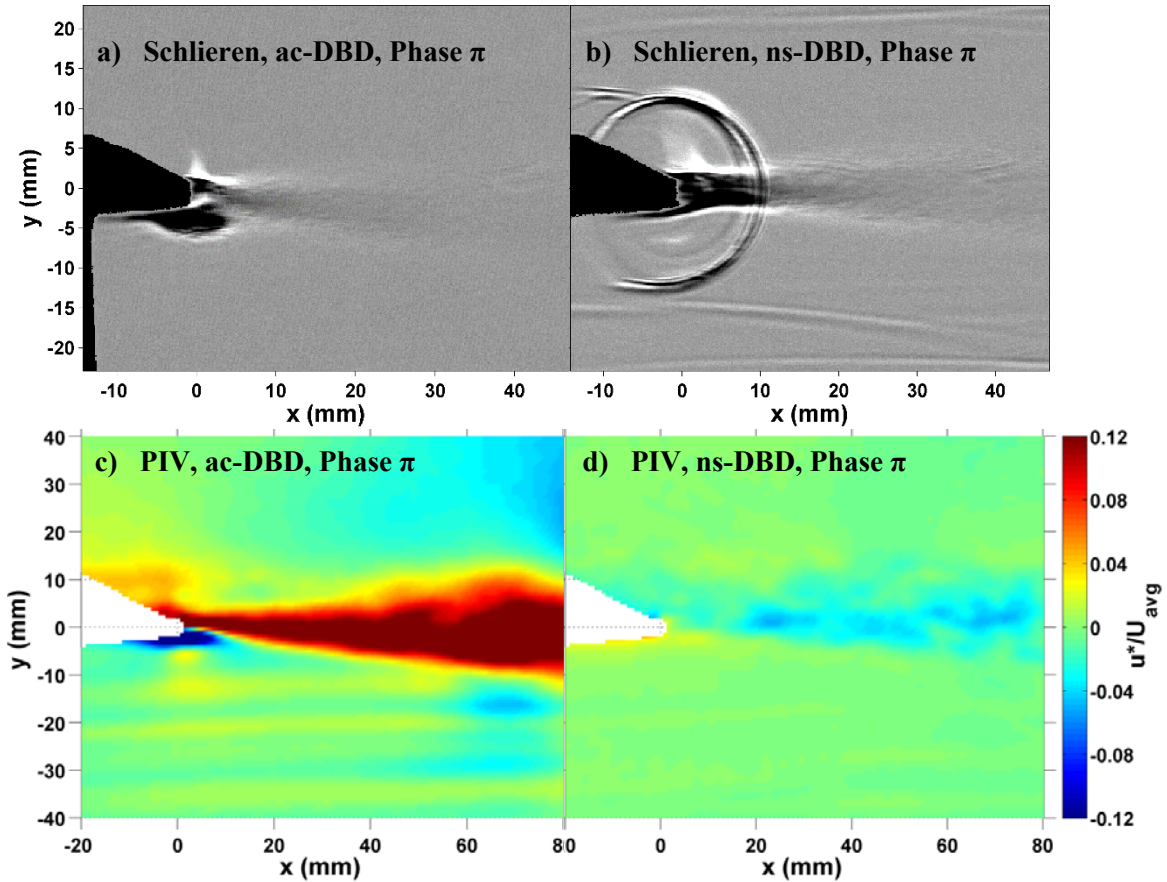 a) Schlieren, ac-DBD, Phase π
b) Schlieren, ns-DBD, Phase π
20
15
10
5
0
-5
-10
-15
-20
y (mm)
-10 0 10 20 30 40
-10 0 10 20 30 40
x (mm)
x (mm)
c) PIV, ac-DBD, Phase π
d) PIV, ns-DBD, Phase π
40
30
20
10
0
-10
-20
-30
-40
y (mm)
-20 0 20 40 60 80
0 20 40 60 80
x (mm)
x (mm)
0.12
0.08
0.04
0
-0.04
-0.08
-0.12
u*/Uavg